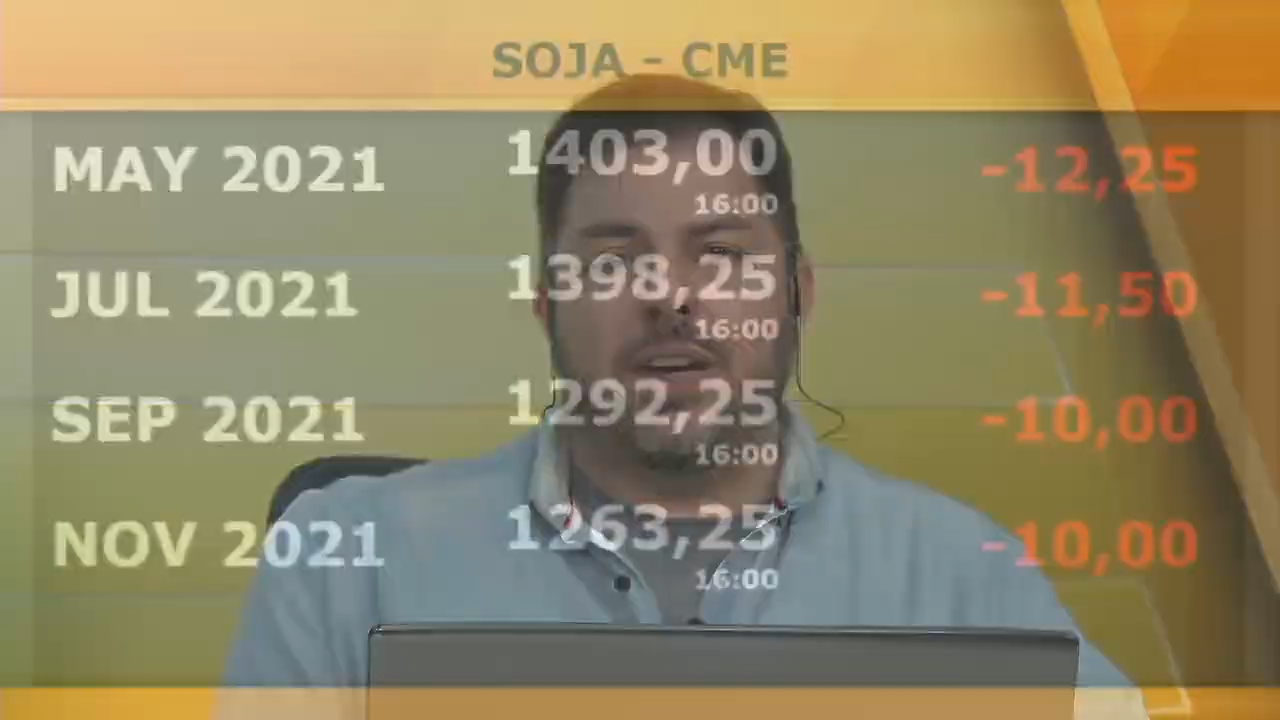 SOJA - CME
MAY 2021 1403,00 -12,25
16:00
JUL 2021 1398,25 -11,50
16:00
SEP 2021 1292,25 -10,00
16:00
NOV 2021 1263,25 -10,00
16:00